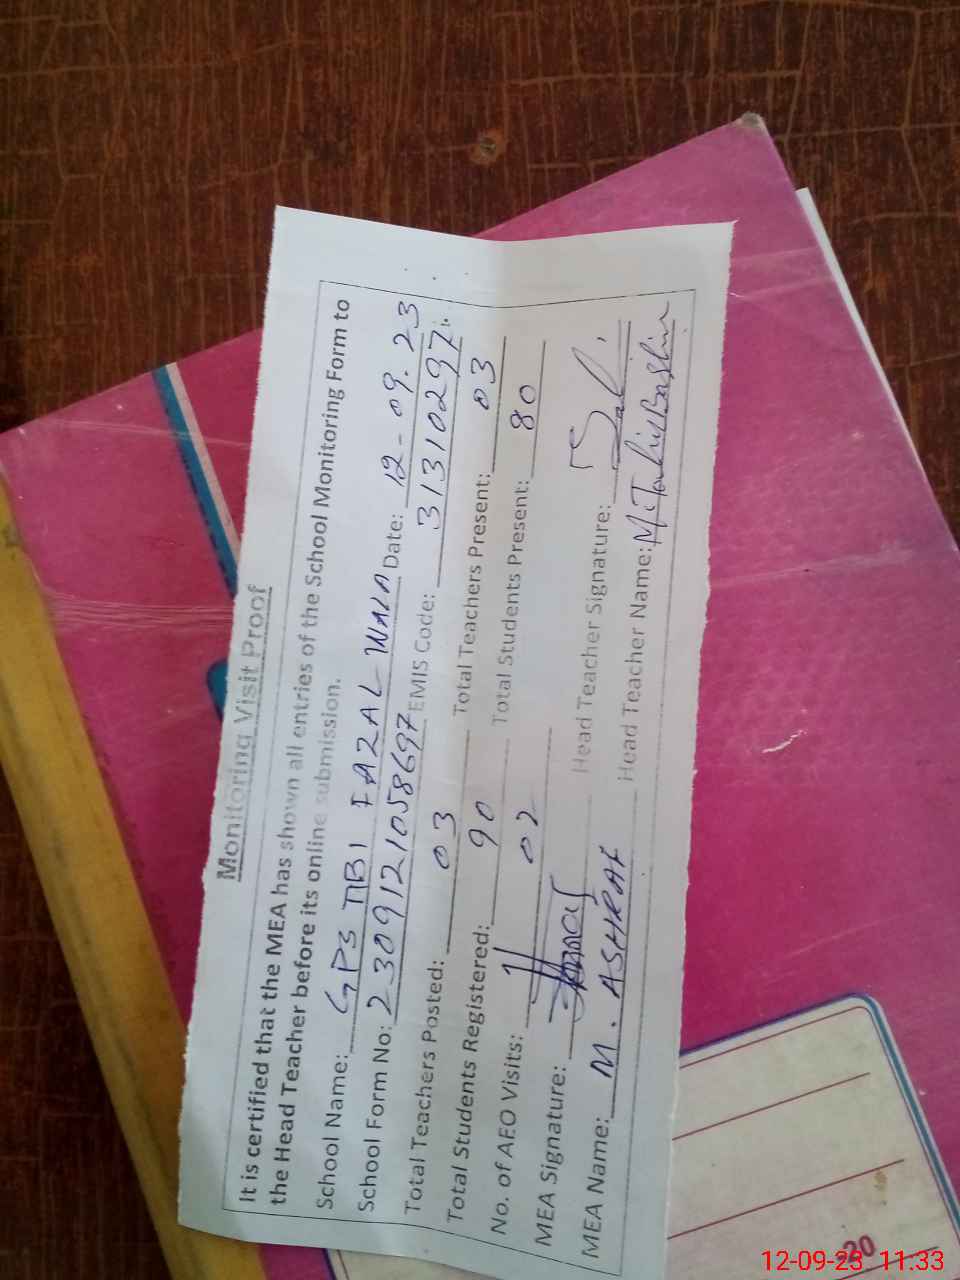 Monitoring Visit Proof
It is certified that the MEA has shown all entries of the School Monitoring Form to
the Head Teacher before its online submission.
School Name: GPS TIBI FAZAL WALA Date: 12-09.23
School Form No: 2309121058697 EMIS Code: 31310297
Total Teachers Posted: 03 Total Teachers Present: 03
Total Students Registered: 90 Total Students Present: 80
No. of AEO Visits: 02
MEA Signature: Head Teacher Signature:
MEA Name: M. ASHRAF Head Teacher Name: M. Tahir Bashir
20
12-09-23 11:33